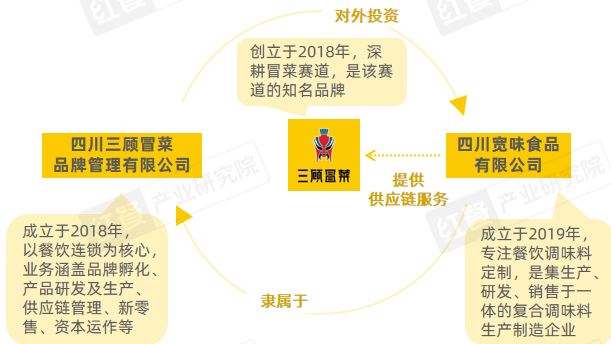 对外投资
创立于2018年，深
耕冒菜赛道，是该赛
道的知名品牌
四川三顾冒菜
品牌管理有限公司
三顾冒菜
四川宽味食品
有限公司
提供
供应链服务
成立于2018年，
以餐饮连锁为核心，
业务涵盖品牌孵化、
产品研发及生产、
供应链管理、新零
售、资本运作等
成立于2019年，
专注餐饮调味料
定制，是集生产、
研发、销售于一
体的复合调味料
生产制造企业
隶属于
红餐产业研究院
红餐产业研究院